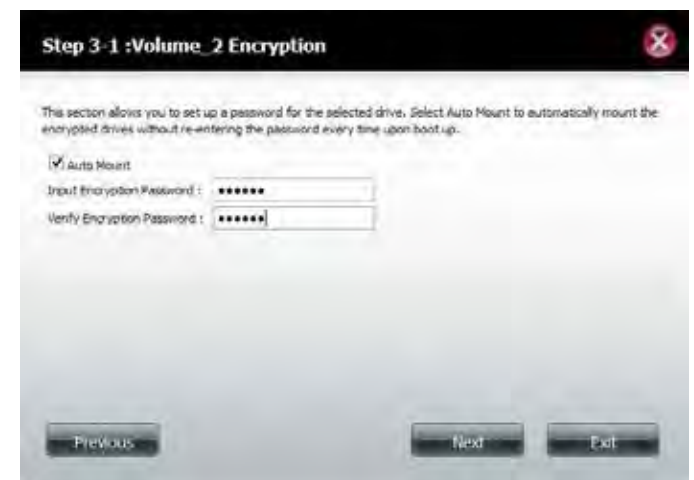 Step 3-1 :Volume_2 Encryption
This section allows you to set up a password for the selected drive. Select Auto Mount to automatically mount the
encrypted drives without re-entering the password every time upon boot up.
Auto Mount
Input Encryption Password :
••••••
Verify Encryption Password :
••••••
Previous
Next
Exit